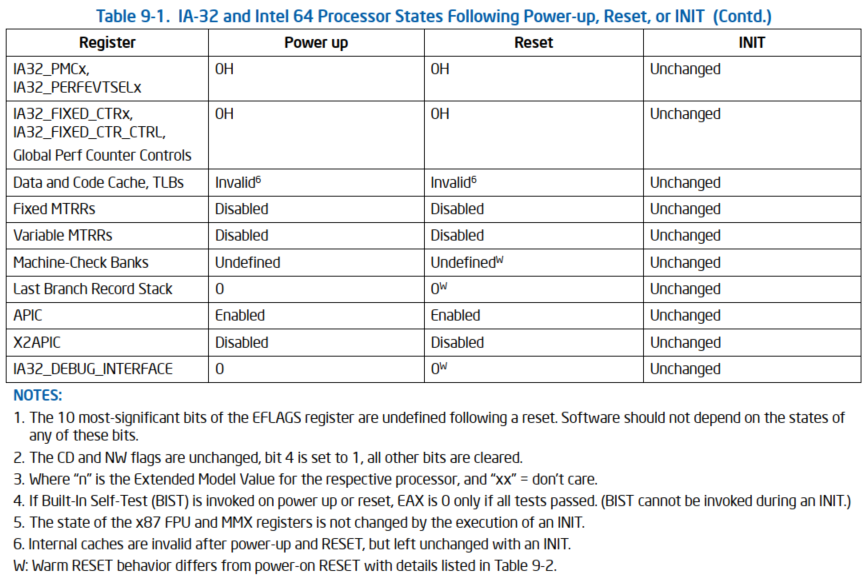 Table 9-1. IA-32 and Intel 64 Processor States Following Power-up, Reset, or INIT (Contd.)
Register Power up Reset INIT
IA32_PMCx,
IA32_PERFEVTSELx 0H 0H Unchanged
IA32_FIXED_CTRx,
IA32_FIXED_CTR_CTRL,
Global Perf Counter Controls 0H 0H Unchanged
Data and Code Cache, TLBs Invalid6 Invalid6 Unchanged
Fixed MTRRs Disabled Disabled Unchanged
Variable MTRRs Disabled Disabled Unchanged
Machine-Check Banks Undefined UndefinedW Unchanged
Last Branch Record Stack 0 0W Unchanged
APIC Enabled Enabled Unchanged
X2APIC Disabled Disabled Unchanged
IA32_DEBUG_INTERFACE 0 0W Unchanged
NOTES:
1. The 10 most-significant bits of the EFLAGS register are undefined following a reset. Software should not depend on the states of
any of these bits.
2. The CD and NW flags are unchanged, bit 4 is set to 1, all other bits are cleared.
3. Where “n” is the Extended Model Value for the respective processor, and “xx” = don’t care.
4. If Built-In Self-Test (BIST) is invoked on power up or reset, EAX is 0 only if all tests passed. (BIST cannot be invoked during an INIT.)
5. The state of the x87 FPU and MMX registers is not changed by the execution of an INIT.
6. Internal caches are invalid after power-up and RESET, but left unchanged with an INIT.
W: Warm RESET behavior differs from power-on RESET with details listed in Table 9-2.